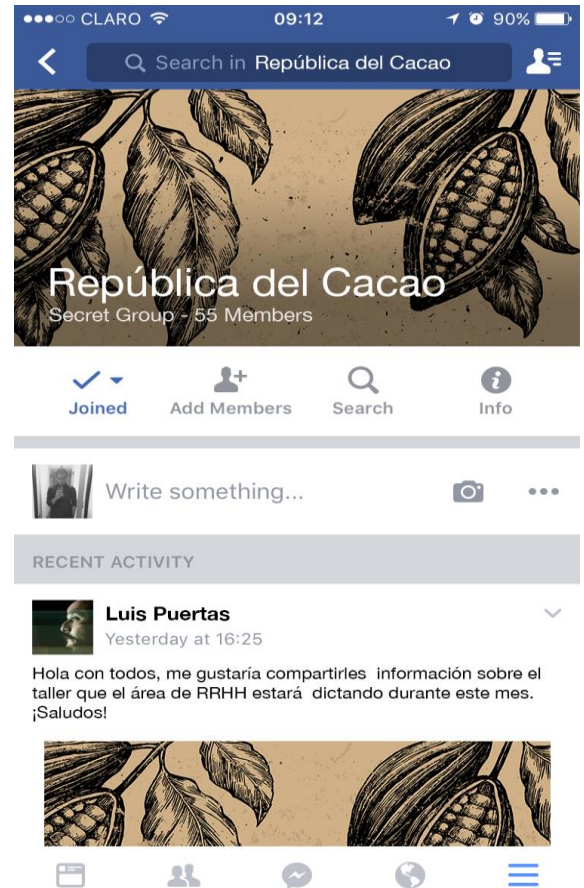 CLARO 09:12 90%
Search in República del Cacao
República del Cacao
Secret Group - 55 Members
Joined Add Members Search Info
Write something...
RECENT ACTIVITY
Luis Puertas
Yesterday at 16:25
Hola con todos, me gustaría compartirles información sobre el
taller que el área de RRHH estará dictando durante este mes.
¡Saludos!